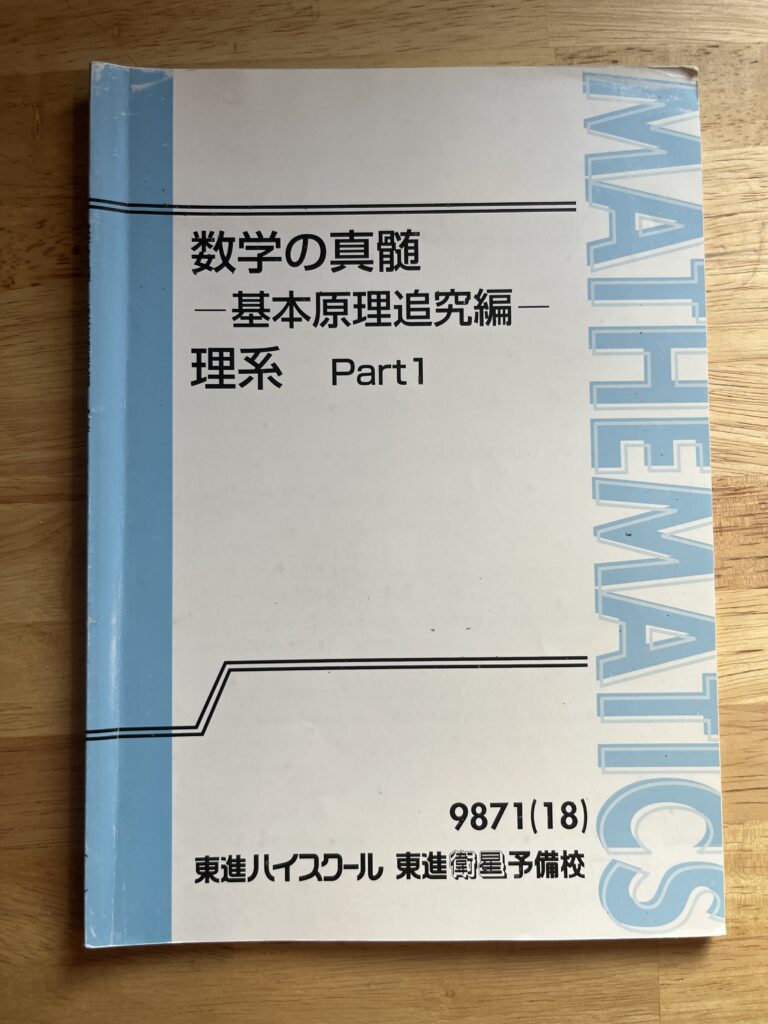 数学の真髄
―基本原理追究編―
理系 Part1
9871(18)
東進ハイスクール 東進衛星予備校
MATHEMATICS